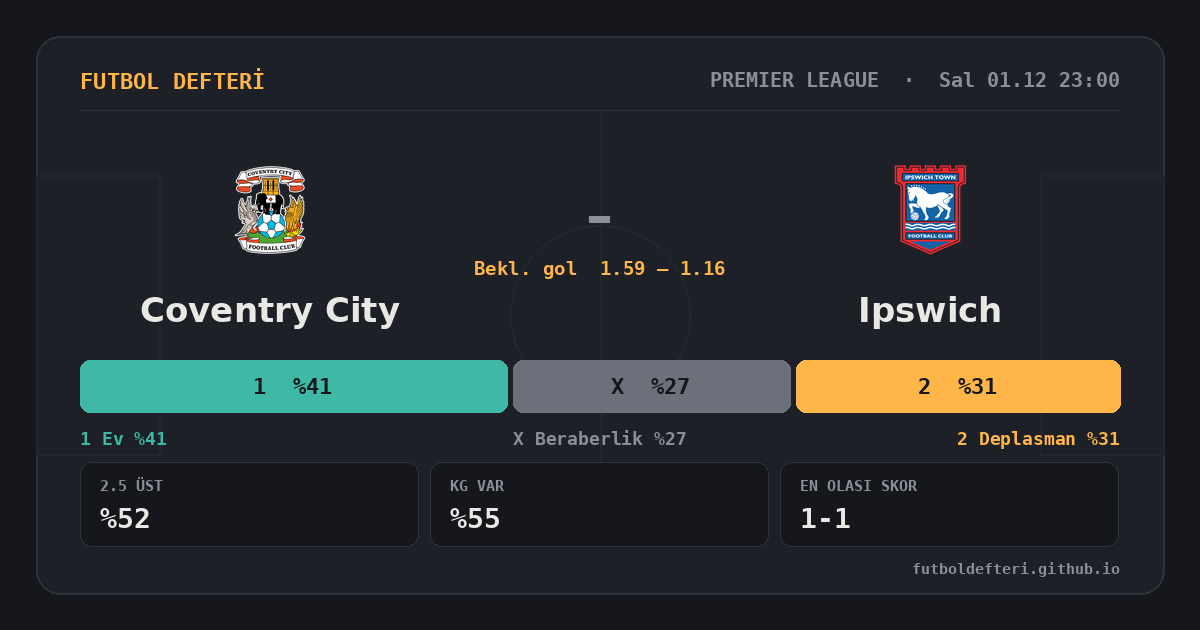 FUTBOL DEFTERİ
PREMIER LEAGUE · Sal 01.12 23:00
COVENTRY CITY
FOOTBALL CLUB
IPSWICH TOWN
FOOTBALL CLUB
–
Bekl. gol 1.59 – 1.16
Coventry City
Ipswich
1 %41
X %27
2 %31
1 Ev %41
X Beraberlik %27
2 Deplasman %31
2.5 ÜST
KG VAR
EN OLASI SKOR
%52
%55
1-1
futboldefteri.github.io